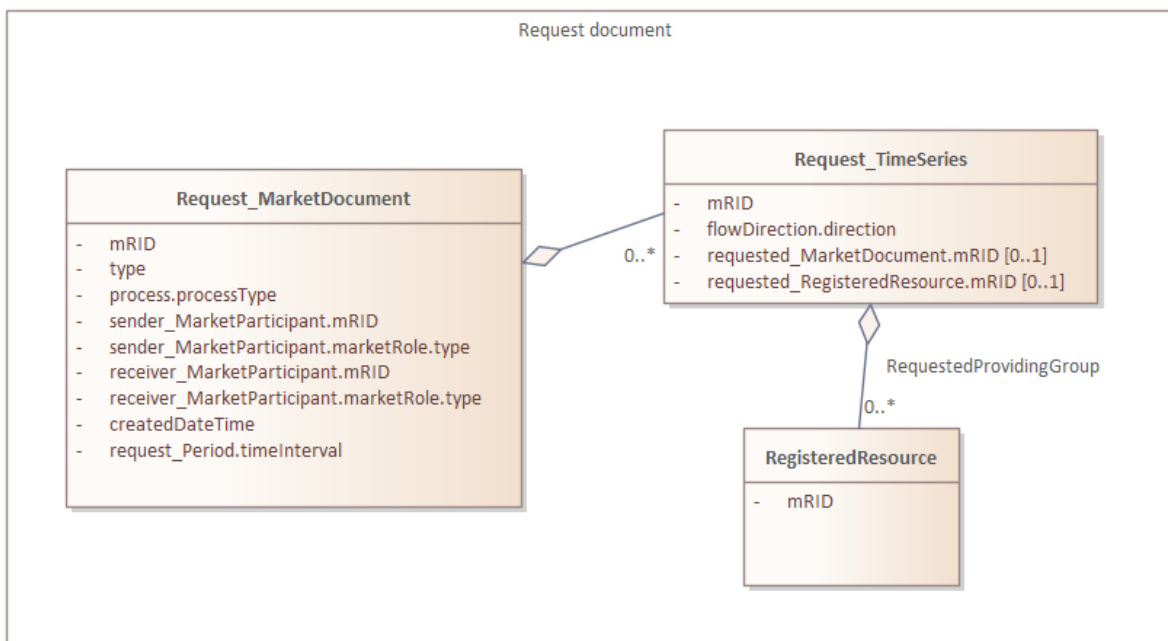 Request document
Request_MarketDocument
- mRID
- type
- process.processType
- sender_MarketParticipant.mRID
- sender_MarketParticipant.marketRole.type
- receiver_MarketParticipant.mRID
- receiver_MarketParticipant.marketRole.type
- createdDateTime
- request_Period.timeInterval
0..*
Request_TimeSeries
- mRID
- flowDirection.direction
- requested_MarketDocument.mRID [0..1]
- requested_RegisteredResource.mRID [0..1]
RequestedProvidingGroup
0..*
RegisteredResource
- mRID